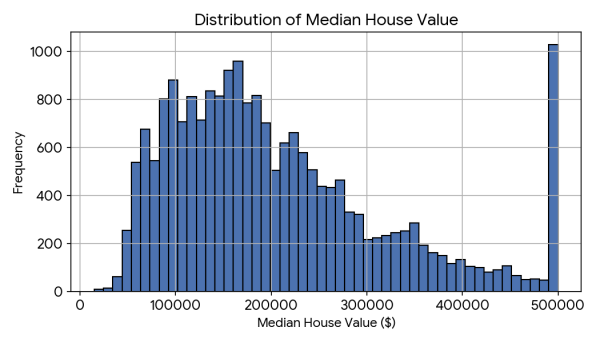 Distribution of Median House Value
1000
800
600
400
200
0
Frequency
0 100000 200000 300000 400000 500000
Median House Value ($)